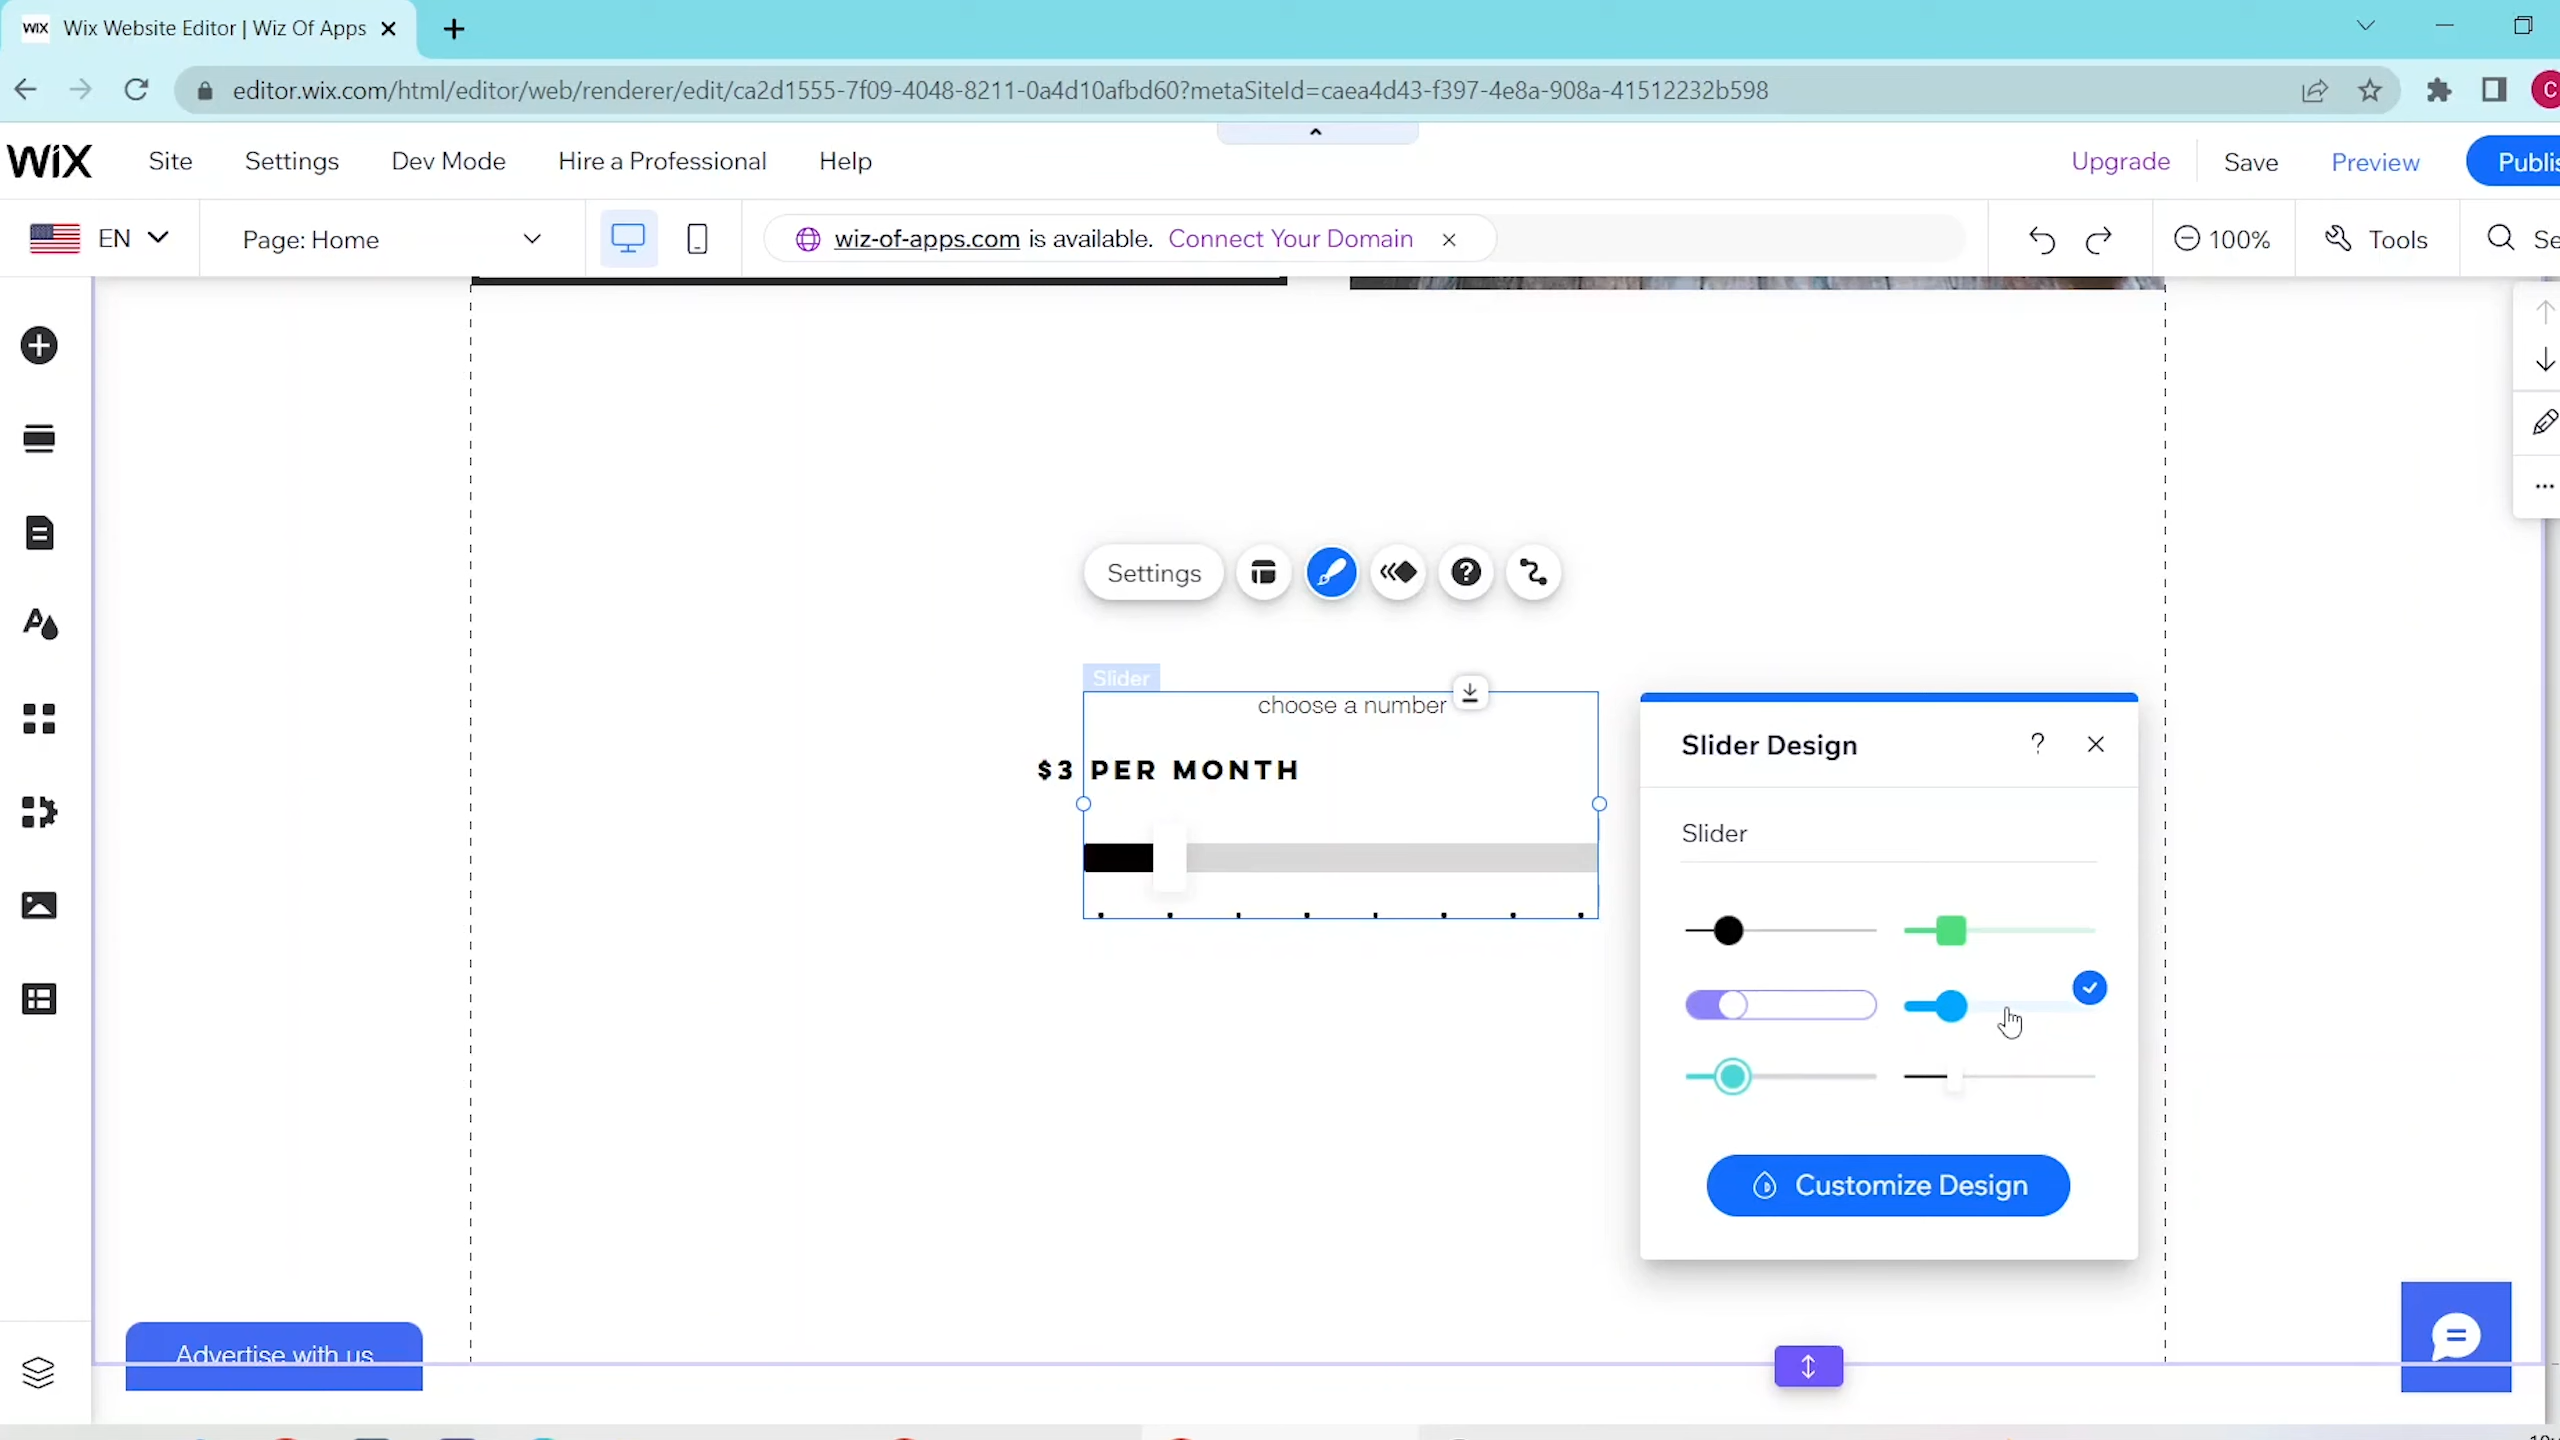 WiX Wix Website Editor | Wiz Of Apps
editor.wix.com/html/editor/web/renderer/edit/ca2d1555-7f09-4048-8211-0a4d10afbd60?metaSiteId=caea4d43-f397-4e8a-908a-41512232b598
C
WiX Site Settings Dev Mode Hire a Professional Help Upgrade Save Preview Publis
EN Page: Home wiz-of-apps.com is available. Connect Your Domain 100% Tools Se
Settings
Slider
choose a number
$3 PER MONTH
Slider Design ?
Slider
Customize Design
Advertise with us